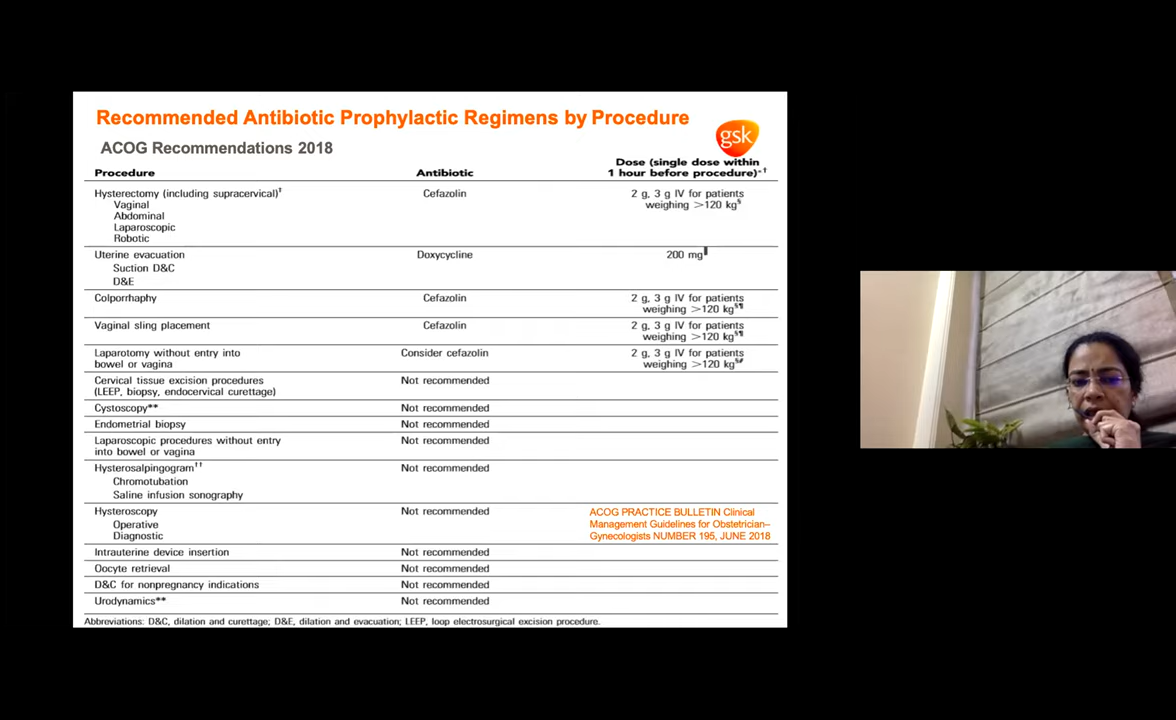 Recommended Antibiotic Prophylactic Regimens by Procedure
gsk
ACOG Recommendations 2018
Dose (single dose within
Procedure Antibiotic 1 hour before procedure)*†
Hysterectomy (including supracervical)† Cefazolin 2 g, 3 g IV for patients
Vaginal weighing >120 kg§
Abdominal
Laparoscopic
Robotic
Uterine evacuation Doxycycline 200 mg‖
Suction D&C
D&E
Colporrhaphy Cefazolin 2 g, 3 g IV for patients
weighing >120 kg§¶
Vaginal sling placement Cefazolin 2 g, 3 g IV for patients
weighing >120 kg§¶
Laparotomy without entry into Consider cefazolin 2 g, 3 g IV for patients
bowel or vagina weighing >120 kg§#
Cervical tissue excision procedures Not recommended
(LEEP, biopsy, endocervical curettage)
Cystoscopy** Not recommended
Endometrial biopsy Not recommended
Laparoscopic procedures without entry Not recommended
into bowel or vagina
Hysterosalpingogram†† Not recommended
Chromotubation
Saline infusion sonography
Hysteroscopy Not recommended ACOG PRACTICE BULLETIN Clinical
Operative Management Guidelines for Obstetrician–
Diagnostic Gynecologists NUMBER 195, JUNE 2018
Intrauterine device insertion Not recommended
Oocyte retrieval Not recommended
D&C for nonpregnancy indications Not recommended
Urodynamics** Not recommended
Abbreviations: D&C, dilation and curettage; D&E, dilation and evacuation; LEEP, loop electrosurgical excision procedure.